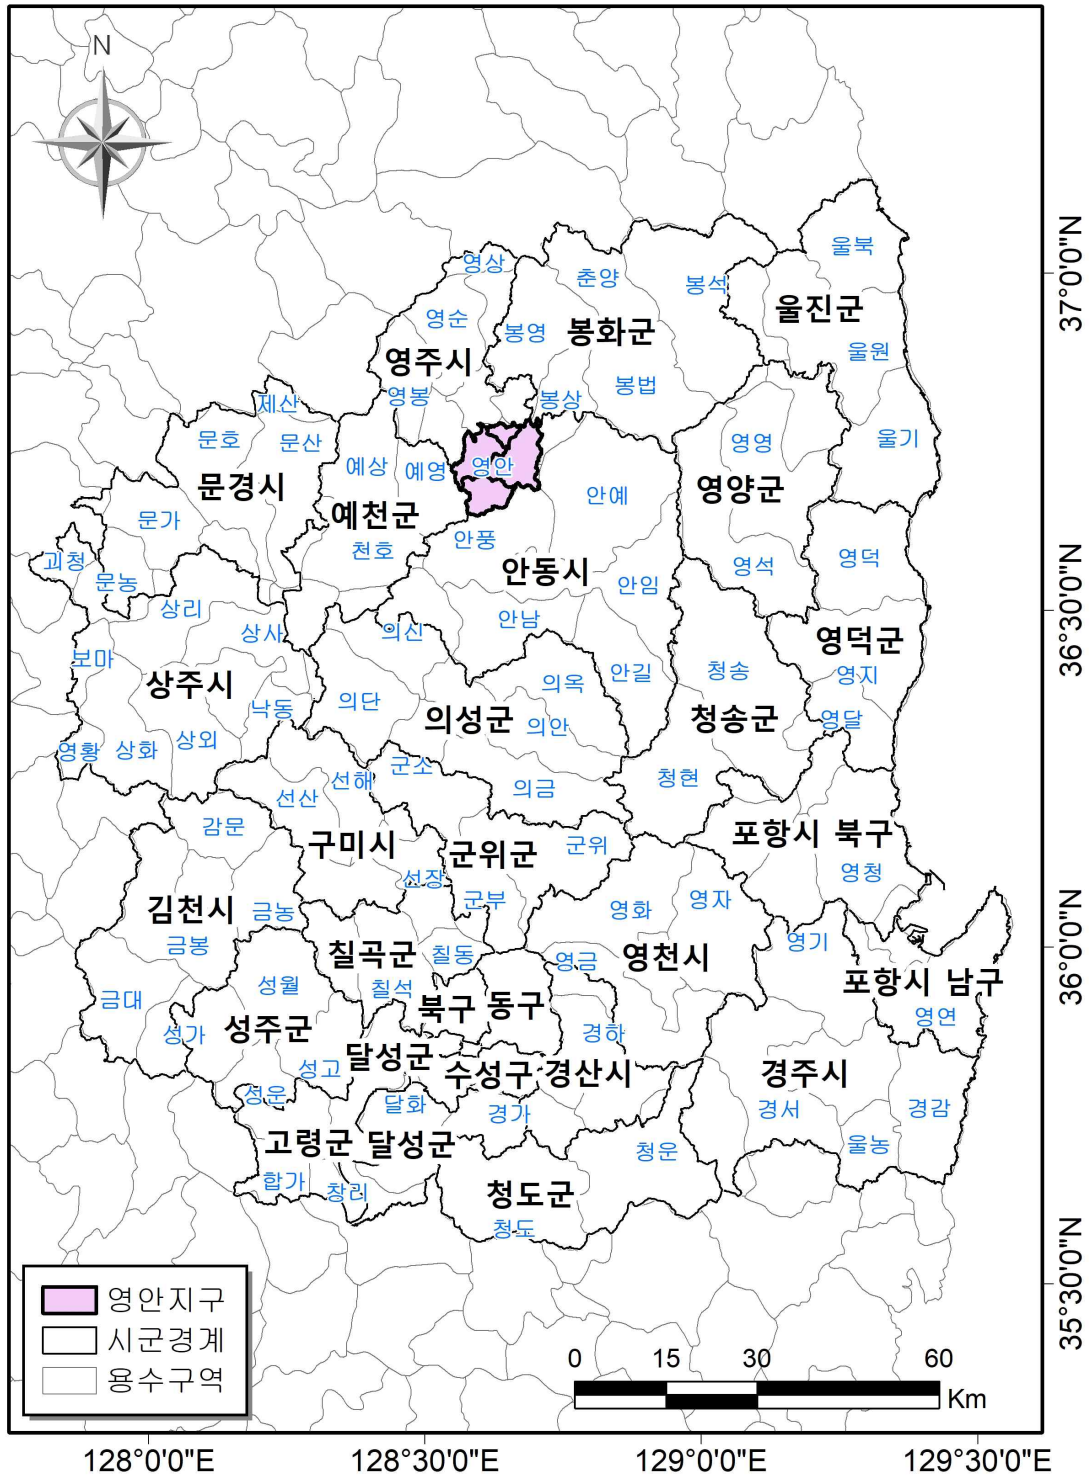 N
울북
영상
춘양
봉석
37°0'0"N
울진군
영순
봉영
봉화군
울원
영주시
봉법
영봉
봉상
제산
문호
문산
영영
울기
예상
예영
영안
문경시
영양군
안예
예천군
문가
안풍
천호
괴청
문농
안동시
영석
영덕
안임
상리
36°30'0"N
안남
상사
의신
영덕군
보마
상주시
의옥
안길
청송
영지
의단
낙동
의성군
의안
청송군
영달
영황
상화
상외
군소
선해
청현
의금
선산
감문
구미시
군위군
군위
포항시 북구
영청
선장
군부
김천시
금농
영화
영자
금봉
칠곡군
칠동
영천시
영기
36°0'0"N
영금
성월
칠석
북구
동구
포항시 남구
금대
영연
성가
성주군
경하
달성군
성고
수성구
경산시
경주시
성운
달화
경가
경서
경감
고령군
달성군
청운
울농
합가
창리
청도군
청도
35°30'0"N
영안지구
시군경계
용수구역
0 15 30 60
Km
128°0'0"E 128°30'0"E 129°0'0"E 129°30'0"E